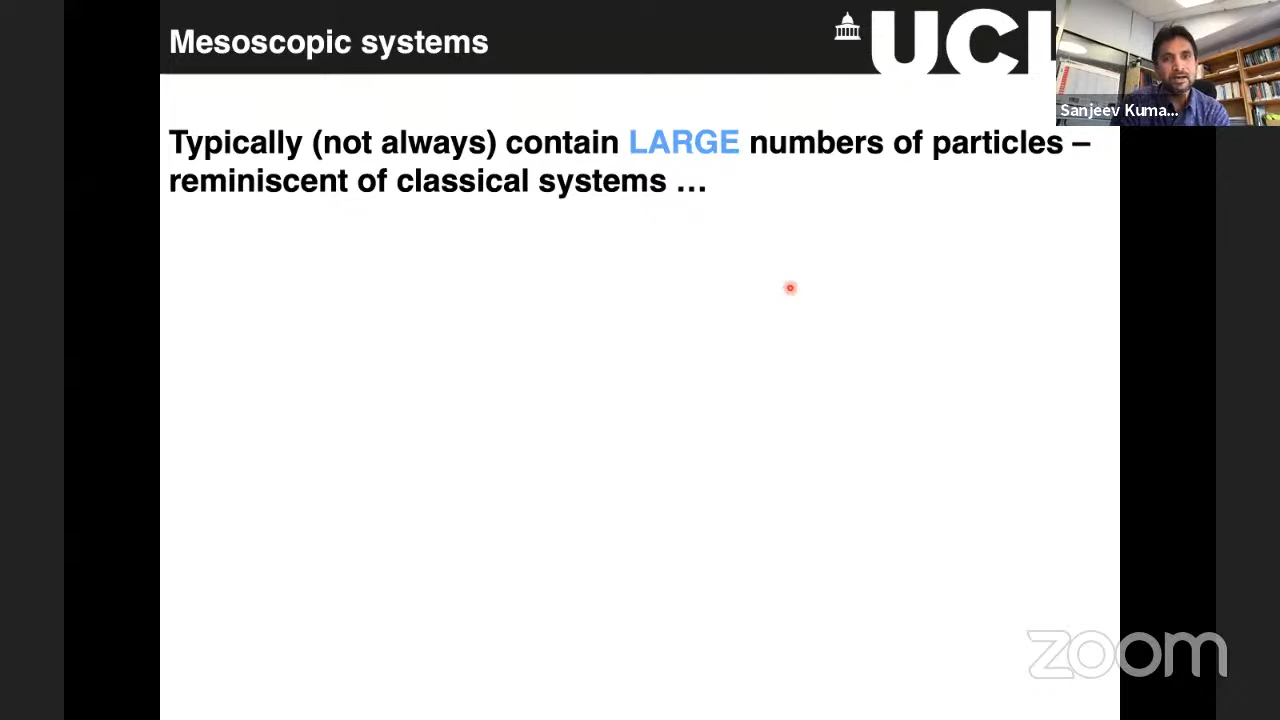 Mesoscopic systems
UCL
Sanjeev Kuma...
Typically (not always) contain LARGE numbers of particles –
reminiscent of classical systems ...
zoom